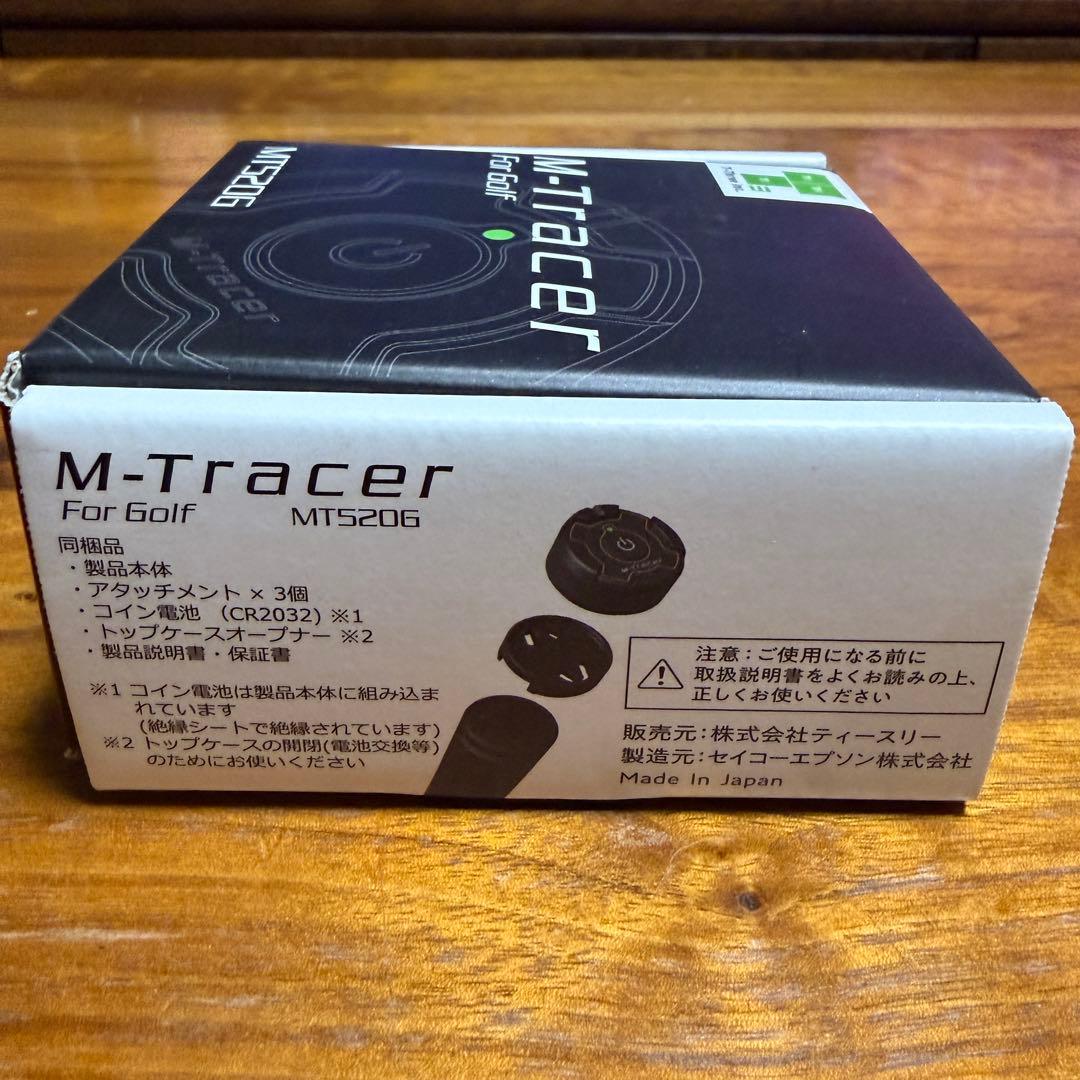 MT520G
M-Tracer
For Golf
M-Tracer
M-Tracer
For Golf MT520G
同梱品
・製品本体
・アタッチメント × 3個
・コイン電池 (CR2032) ※1
・トップケースオープナー ※2
・製品説明書・保証書
※1 コイン電池は製品本体に組み込ま
れています
(絶縁シートで絶縁されています)
※2 トップケースの開閉(電池交換等)
のためにお使いください
M-Tracer
注意：ご使用になる前に
取扱説明書をよくお読みの上、
正しくお使いください
販売元：株式会社ティースリー
製造元：セイコーエプソン株式会社
Made In Japan